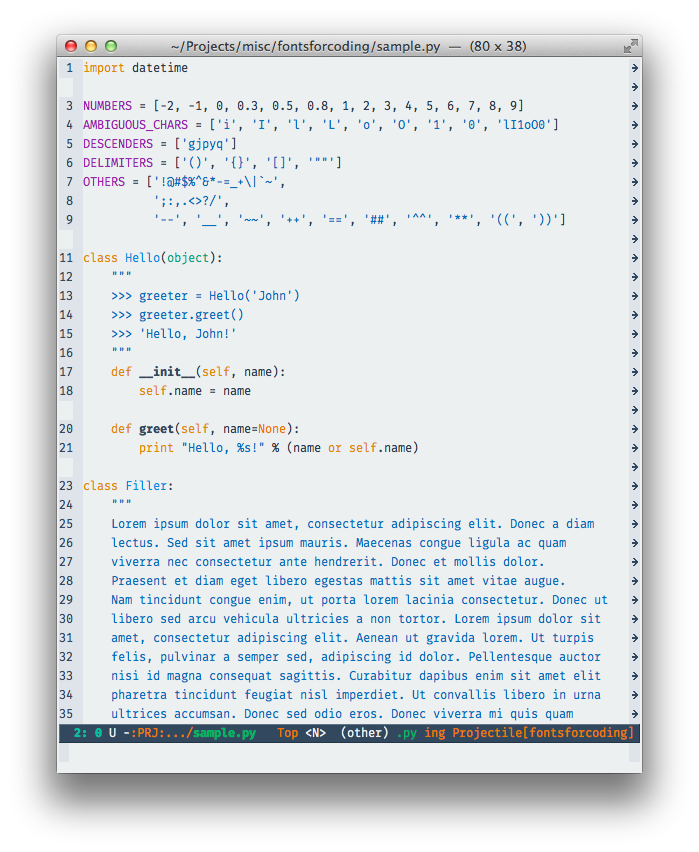 ~/Projects/misc/fontsforcoding/sample.py — (80 x 38)
1 import datetime
3 NUMBERS = [-2, -1, 0, 0.3, 0.5, 0.8, 1, 2, 3, 4, 5, 6, 7, 8, 9]
4 AMBIGUOUS_CHARS = ['i', 'I', 'l', 'L', 'o', 'O', '1', '0', 'lI1oO0']
5 DESCENDERS = ['gjpyq']
6 DELIMITERS = ['()', '{}', '[]', '""']
7 OTHERS = ['!@#$%^&*-=_+\|`~',
8 ';:,.<>?/',
9 '--', '__', '~~', '++', '==', '##', '^^', '**', '((', '))']
11 class Hello(object):
12 """
13 >>> greeter = Hello('John')
14 >>> greeter.greet()
15 >>> 'Hello, John!'
16 """
17 def __init__(self, name):
18 self.name = name
20 def greet(self, name=None):
21 print "Hello, %s!" % (name or self.name)
23 class Filler:
24 """
25 Lorem ipsum dolor sit amet, consectetur adipiscing elit. Donec a diam
26 lectus. Sed sit amet ipsum mauris. Maecenas congue ligula ac quam
27 viverra nec consectetur ante hendrerit. Donec et mollis dolor.
28 Praesent et diam eget libero egestas mattis sit amet vitae augue.
29 Nam tincidunt congue enim, ut porta lorem lacinia consectetur. Donec ut
30 libero sed arcu vehicula ultricies a non tortor. Lorem ipsum dolor sit
31 amet, consectetur adipiscing elit. Aenean ut gravida lorem. Ut turpis
32 felis, pulvinar a semper sed, adipiscing id dolor. Pellentesque auctor
33 nisi id magna consequat sagittis. Curabitur dapibus enim sit amet elit
34 pharetra tincidunt feugiat nisl imperdiet. Ut convallis libero in urna
35 ultrices accumsan. Donec sed odio eros. Donec viverra mi quis quam
2: 0 U -:PRJ:.../sample.py Top <N> (other) .py ing Projectile[fontsforcoding]